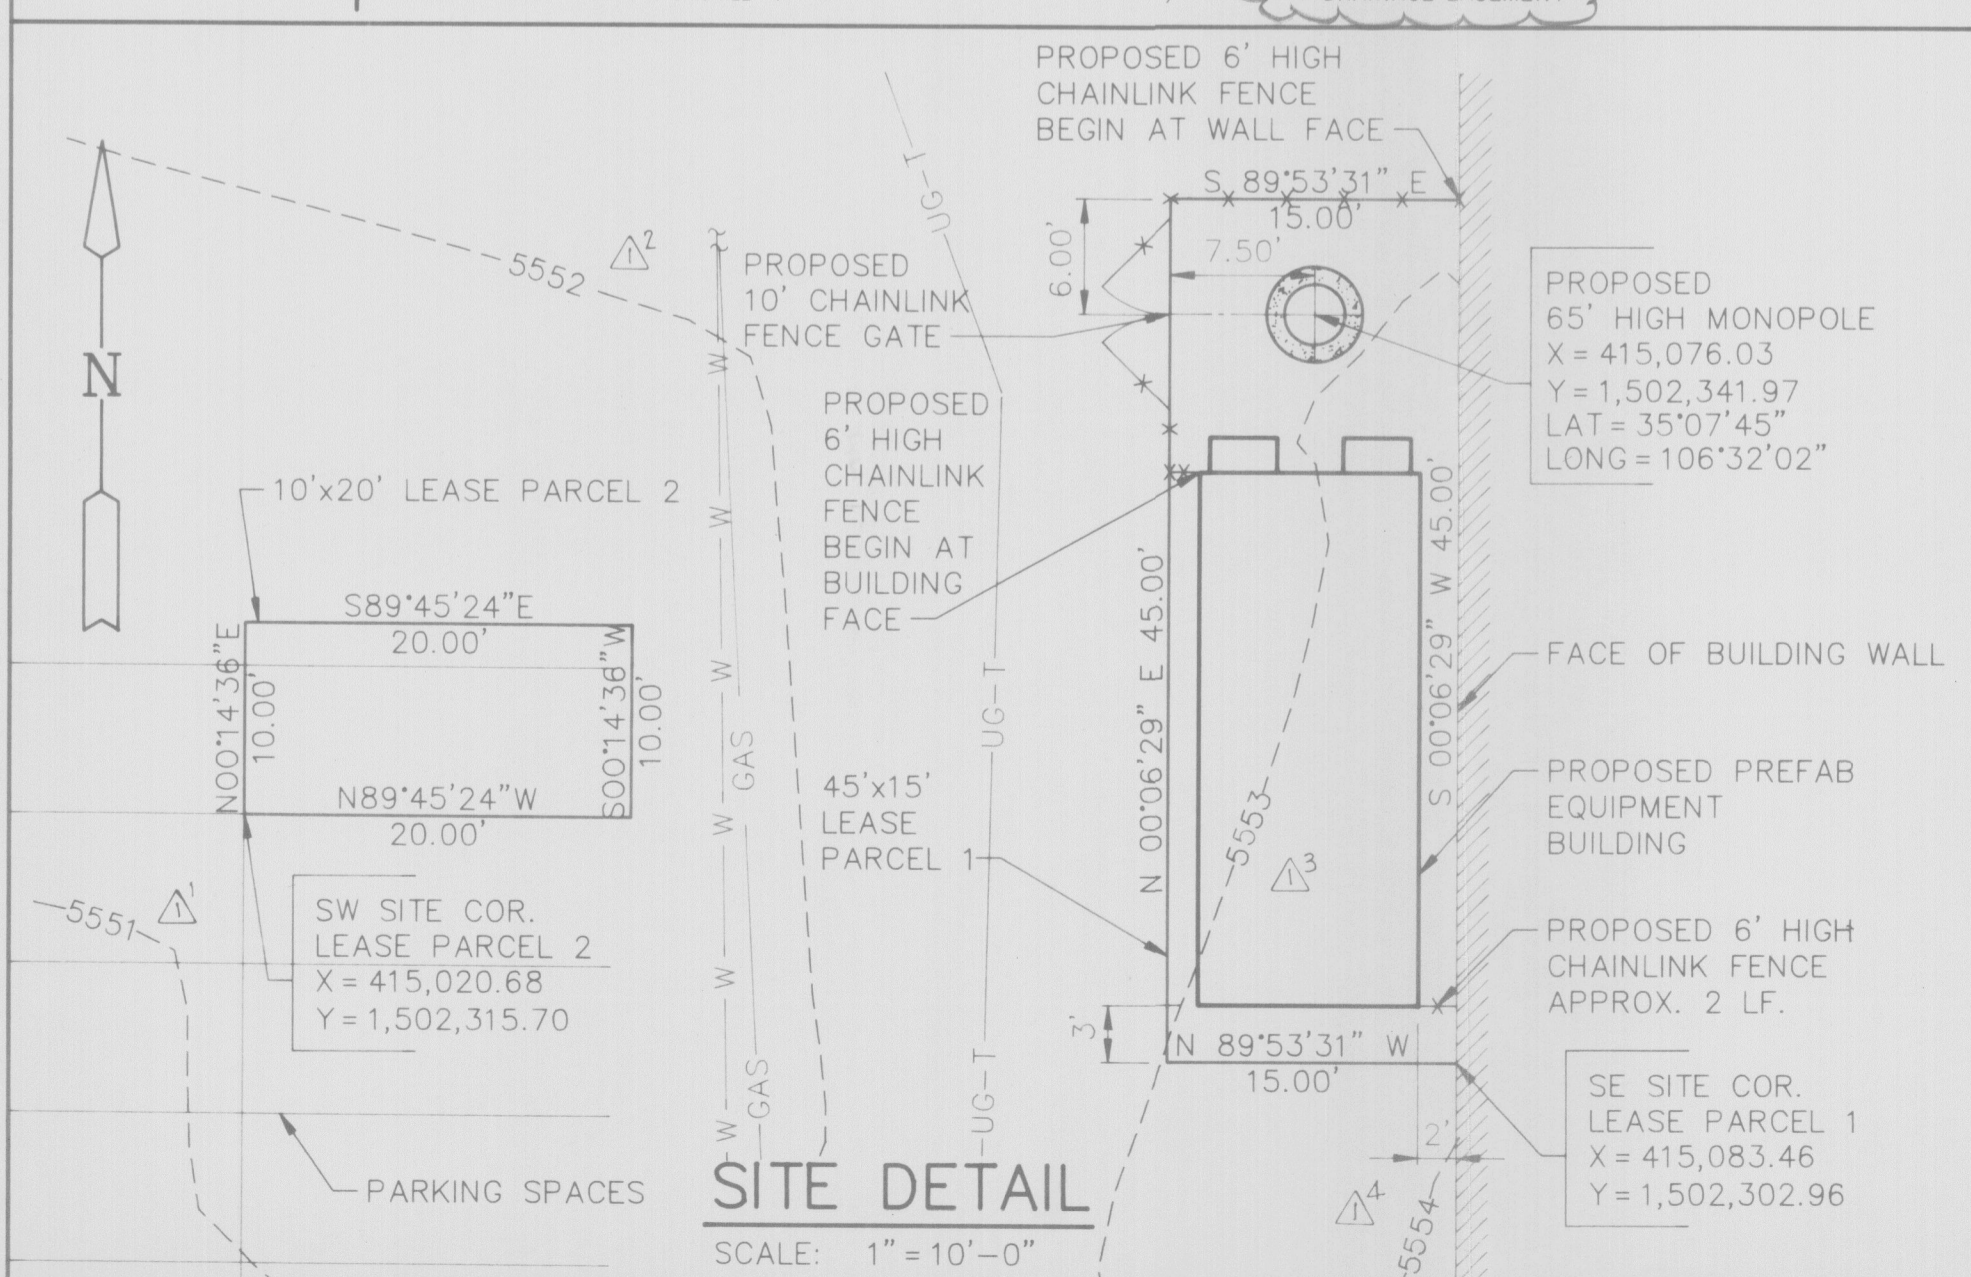 PROPOSED 6' HIGH
CHAINLINK FENCE
BEGIN AT WALL FACE
S 89°53'31" E
15.00'
7.50'
6.00'
5552
1 2
UG-T
PROPOSED
10' CHAINLINK
FENCE GATE
PROPOSED
65' HIGH MONOPOLE
X = 415,076.03
Y = 1,502,341.97
LAT = 35°07'45"
LONG = 106°32'02"
N
W
PROPOSED
6' HIGH
CHAINLINK
FENCE
BEGIN AT
BUILDING
FACE
10'x20' LEASE PARCEL 2
W
S89°45'24"E
20.00'
N00°14'36"E
10.00'
S00°14'36"W
10.00'
N89°45'24"W
20.00'
W
GAS
UG-T
N 00°06'29" E 45.00'
S 00°06'29" W 45.00'
FACE OF BUILDING WALL
PROPOSED PREFAB
EQUIPMENT
BUILDING
45'x15'
LEASE
PARCEL 1
W
5553
1 3
5551
1 1
SW SITE COR.
LEASE PARCEL 2
X = 415,020.68
Y = 1,502,315.70
W
PROPOSED 6' HIGH
CHAINLINK FENCE
APPROX. 2 LF.
3'
N 89°53'31" W
15.00'
W
GAS
UG-T
SE SITE COR.
LEASE PARCEL 1
X = 415,083.46
Y = 1,502,302.96
2'
1 4
5554
PARKING SPACES
SITE DETAIL
SCALE: 1" = 10'-0"